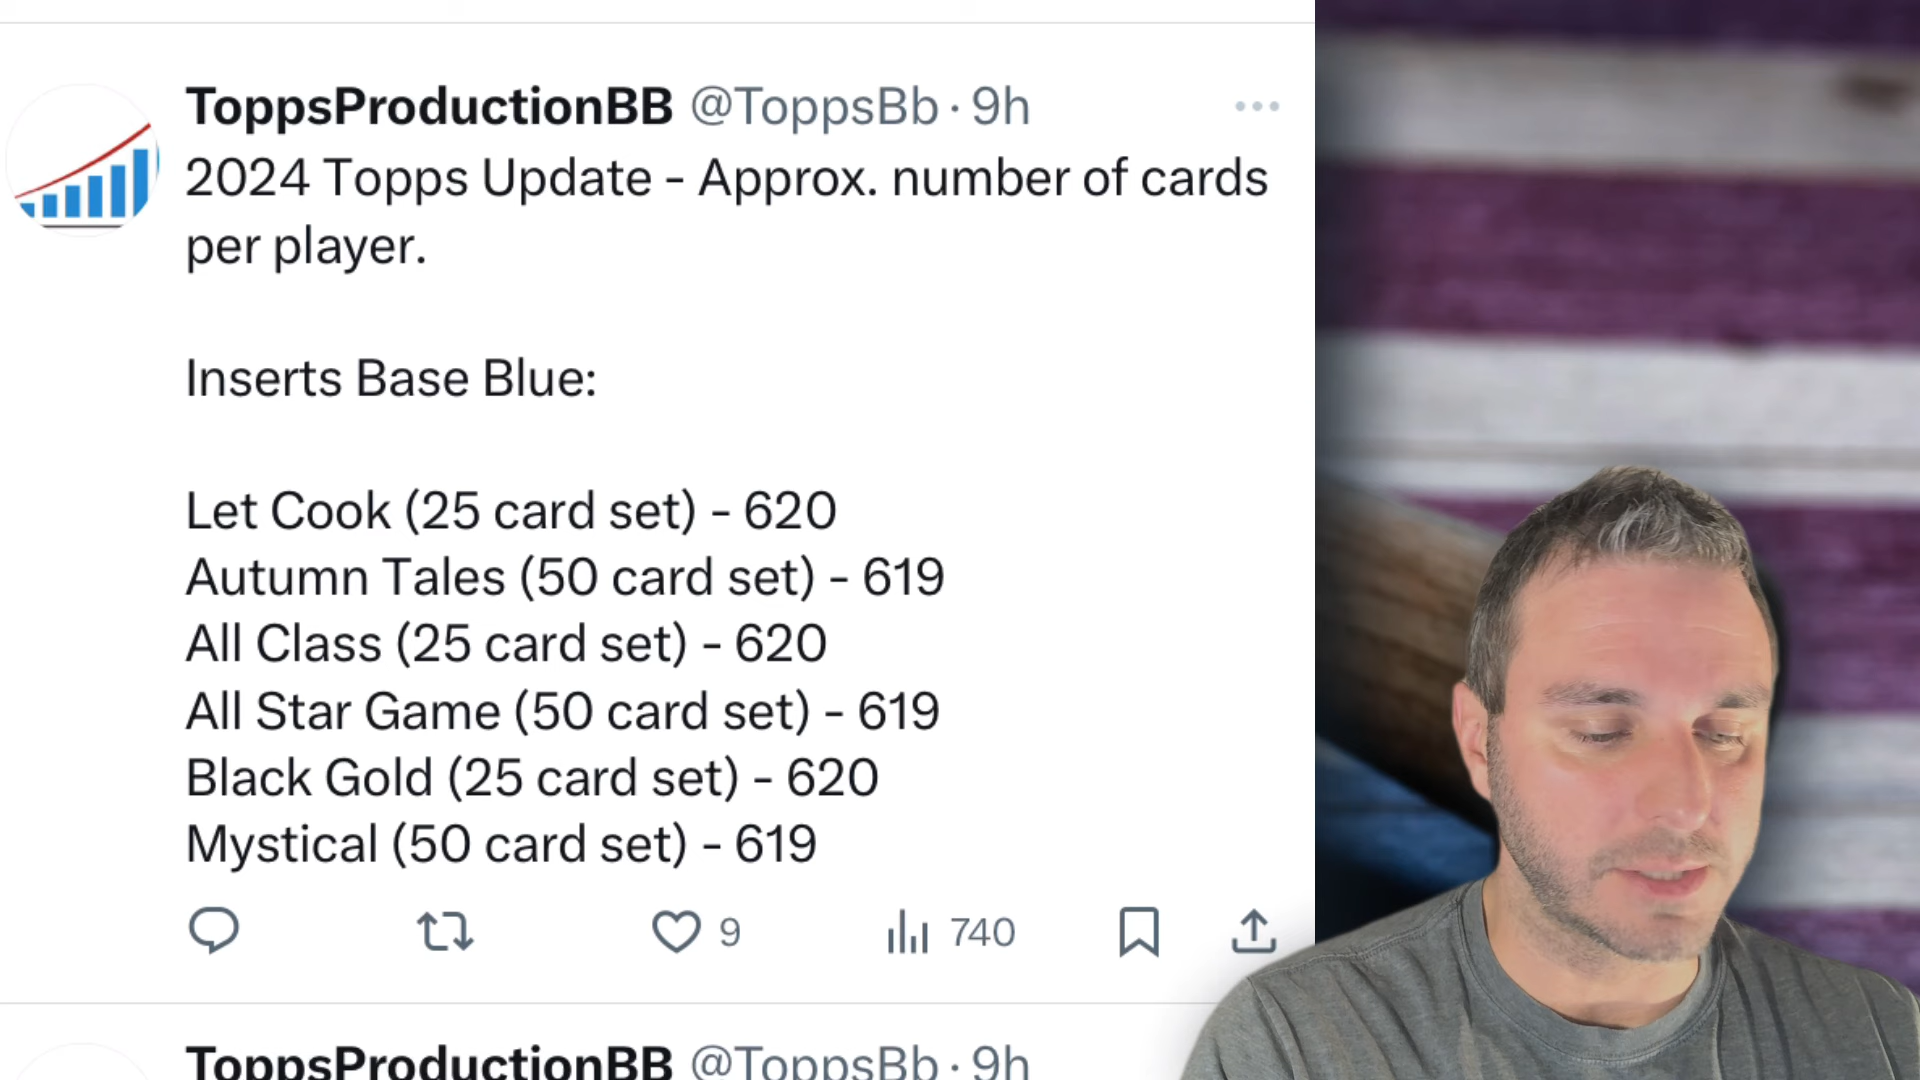 ToppsProductionBB @ToppsBb · 9h
2024 Topps Update - Approx. number of cards
per player.
Inserts Base Blue:
Let Cook (25 card set) - 620
Autumn Tales (50 card set) - 619
All Class (25 card set) - 620
All Star Game (50 card set) - 619
Black Gold (25 card set) - 620
Mystical (50 card set) - 619
9 740
ToppsProductionBB @ToppsBb · 9h